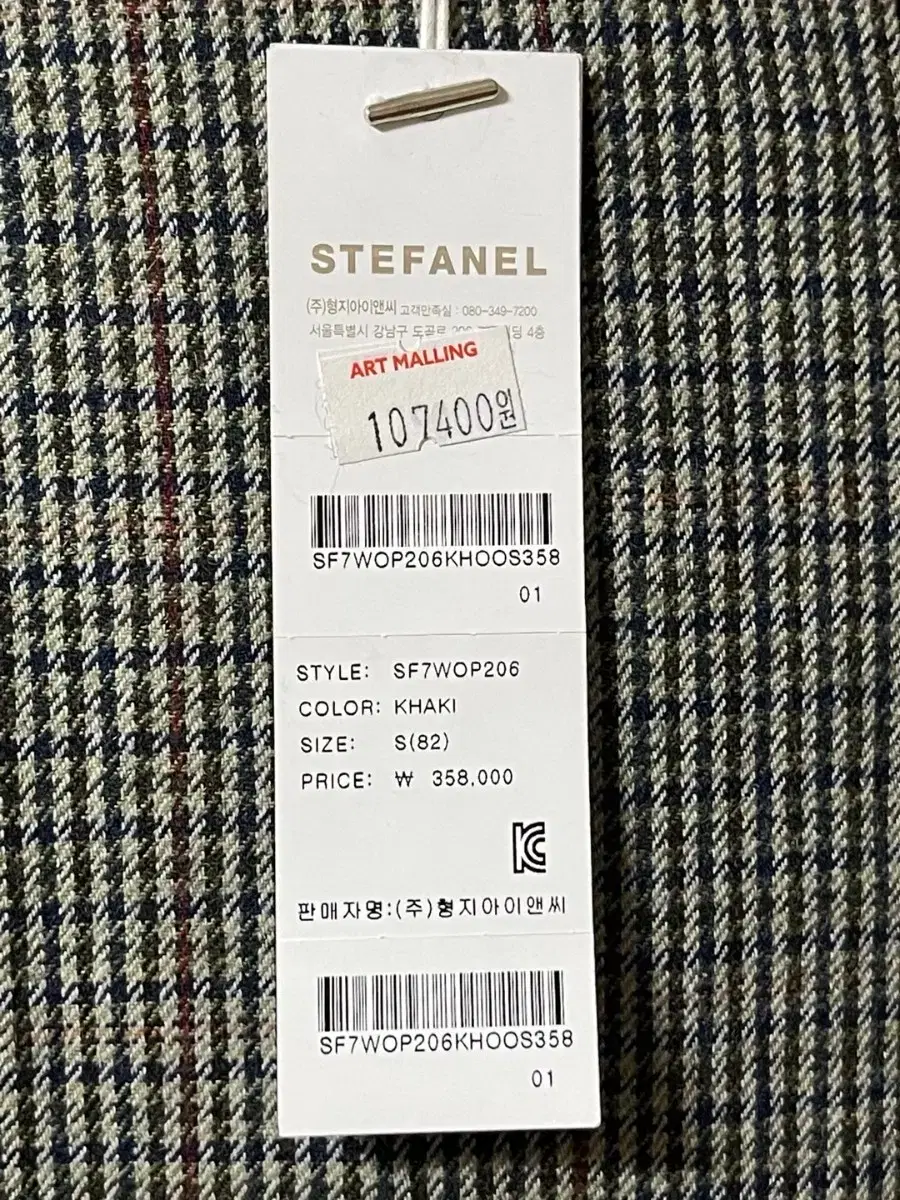 STEFANEL
(주)형지아이앤씨 고객만족실 : 080-349-7200
서울특별시 강남구 도곡로 4층
ART MALLING
107400원
SF7WOP206KHOOS358
01
STYLE: SF7WOP206
COLOR: KHAKI
SIZE: S(82)
PRICE: ₩ 358,000
KC
판매자명:(주)형지아이앤씨
SF7WOP206KHOOS358
01